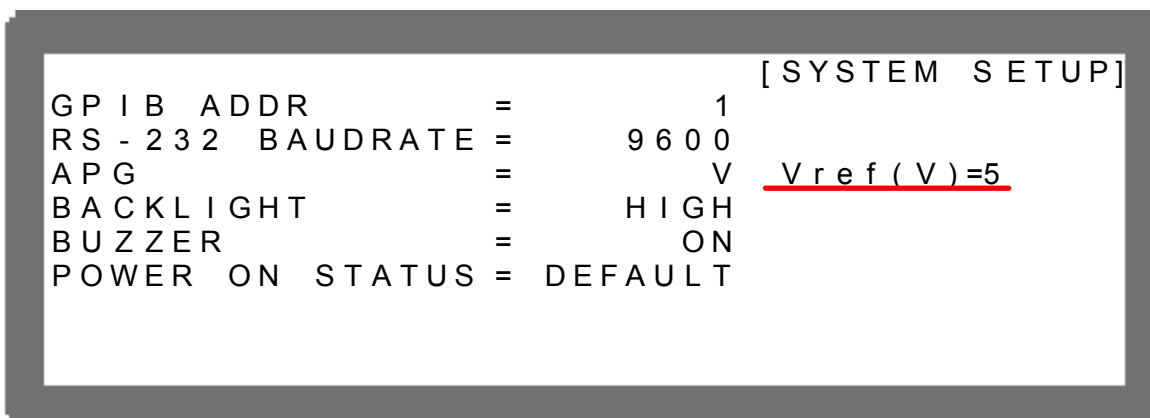 [SYSTEM SETUP]
GPIB ADDR = 1
RS-232 BAUDRATE = 9600
APG = V Vref(V)=5
BACKLIGHT = HIGH
BUZZER = ON
POWER ON STATUS = DEFAULT